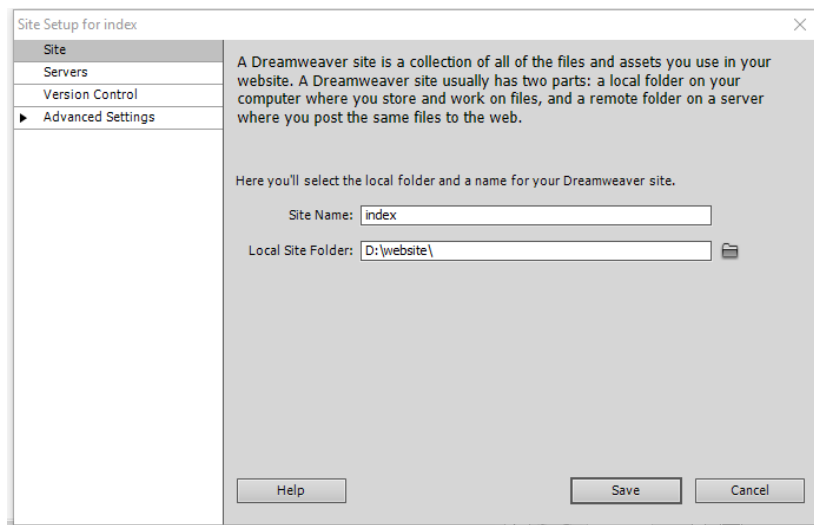 Site Setup for index
Site
Servers
Version Control
Advanced Settings
A Dreamweaver site is a collection of all of the files and assets you use in your
website. A Dreamweaver site usually has two parts: a local folder on your
computer where you store and work on files, and a remote folder on a server
where you post the same files to the web.
Here you'll select the local folder and a name for your Dreamweaver site.
Site Name: index
Local Site Folder: D:\website\
Help Save Cancel